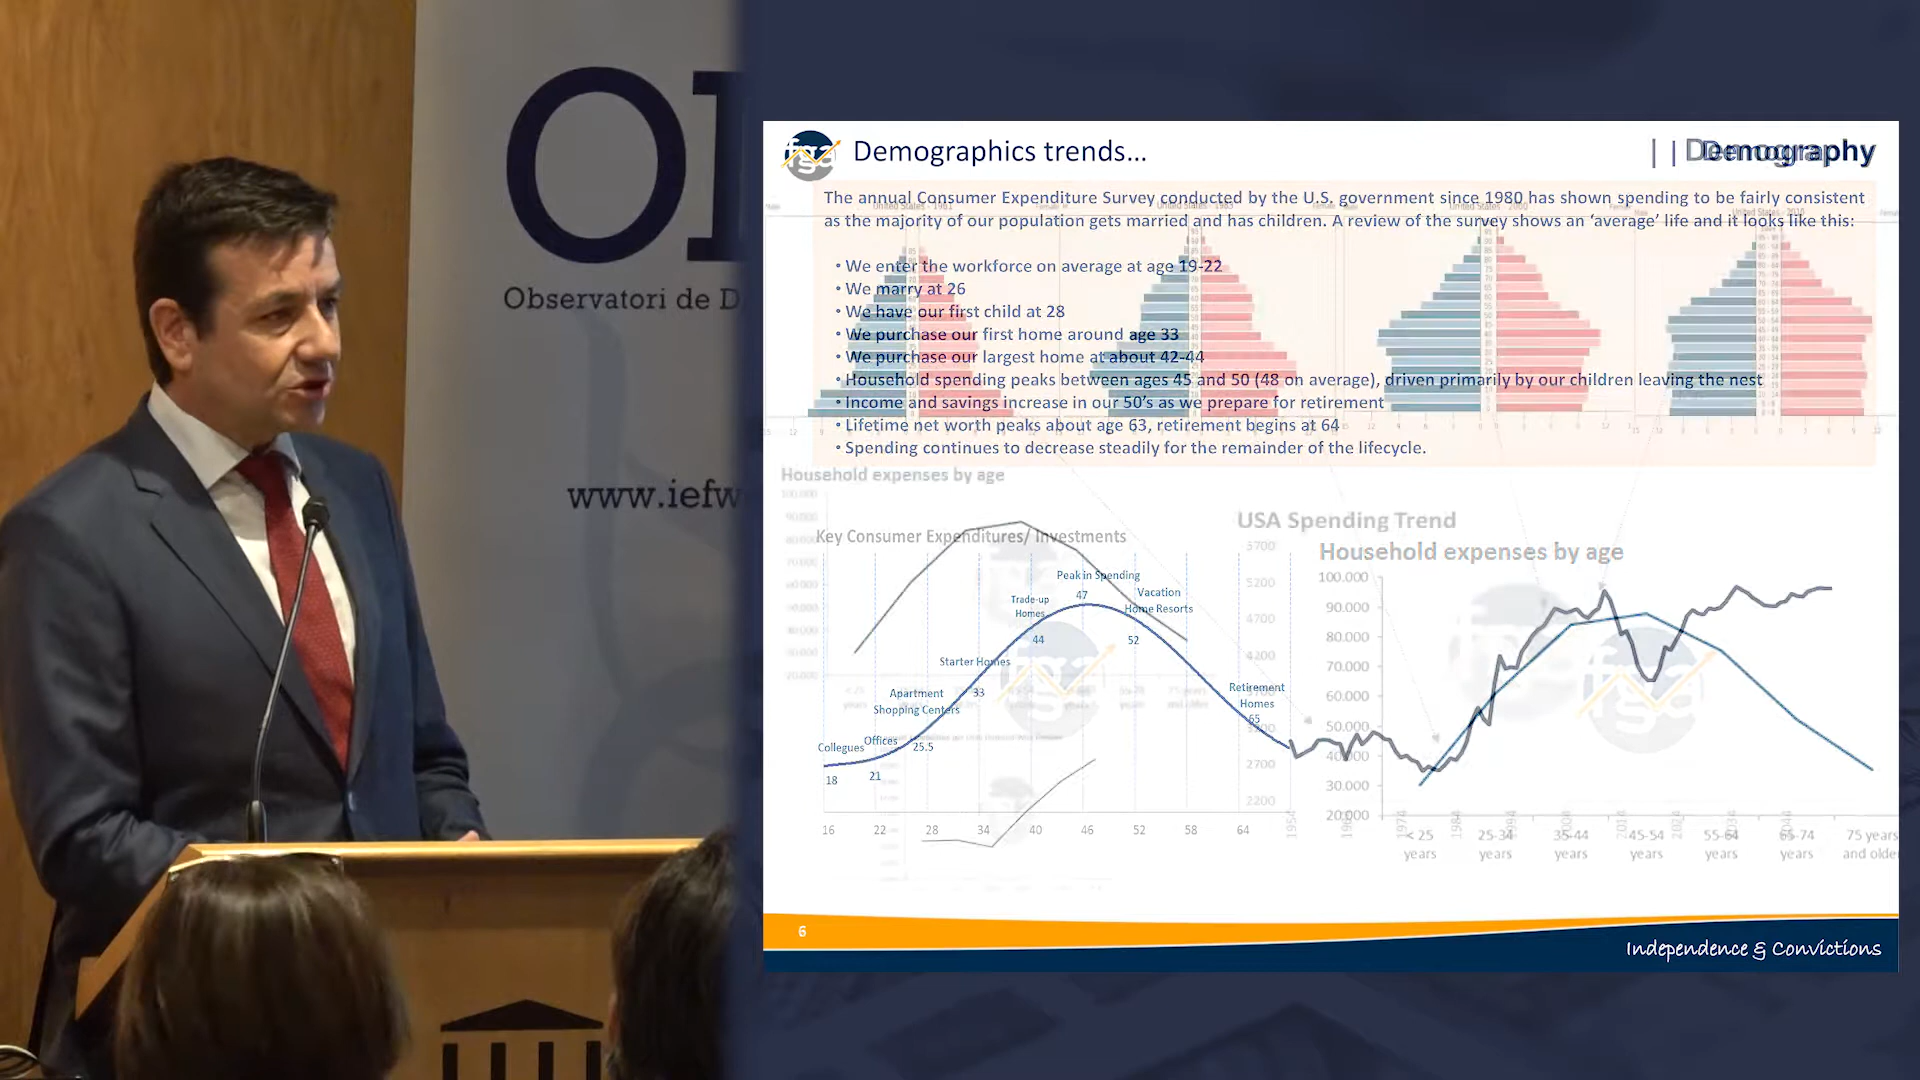 OD
Observatori de D
www.iefw
fga
Demographics trends...
| | Demography
The annual Consumer Expenditure Survey conducted by the U.S. government since 1980 has shown spending to be fairly consistent
as the majority of our population gets married and has children. A review of the survey shows an ‘average’ life and it looks like this:
• We enter the workforce on average at age 19-22
• We marry at 26
• We have our first child at 28
• We purchase our first home around age 33
• We purchase our largest home at about 42-44
• Household spending peaks between ages 45 and 50 (48 on average), driven primarily by our children leaving the nest
• Income and savings increase in our 50’s as we prepare for retirement
• Lifetime net worth peaks about age 63, retirement begins at 64
• Spending continues to decrease steadily for the remainder of the lifecycle.
Household expenses by age
Key Consumer Expenditures/ Investments
Peak in Spending
47
Vacation
Home Resorts
52
Trade-up
Homes
44
Starter Homes
33
Apartment
Shopping Centers
25.5
Offices
21
Collegues
18
Retirement
Homes
65
16 22 28 34 40 46 52 58 64
USA Spending Trend
5700
5200
4700
4200
2700
2200
1954
1974
1984
Household expenses by age
100.000
90.000
80.000
70.000
60.000
50.000
40.000
30.000
20.000
< 25 25-34 35-44 45-54 55-64 65-74 75 years
years years years years years years and olde
fga
6
Independence & Convictions